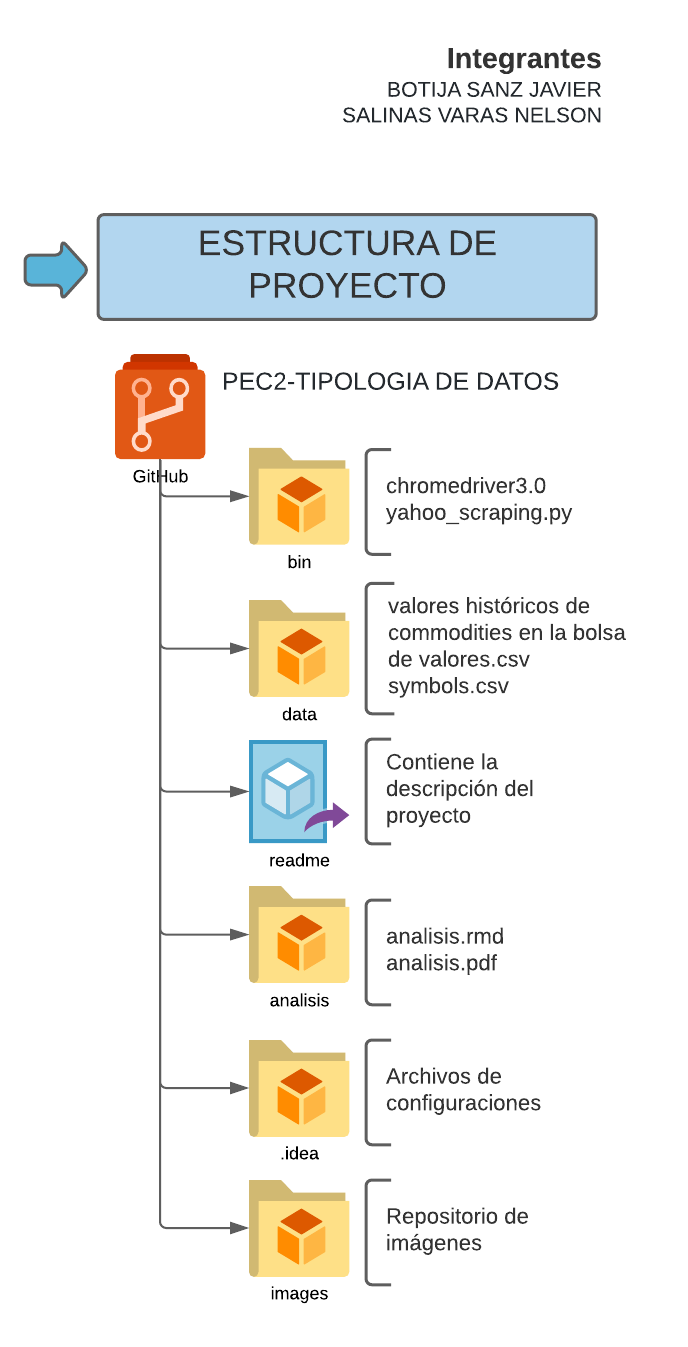 Integrantes
BOTIJA SANZ JAVIER
SALINAS VARAS NELSON
ESTRUCTURA DE
PROYECTO
PEC2-TIPOLOGIA DE DATOS
GitHub
chromedriver3.0
yahoo_scraping.py
bin
valores históricos de
commodities en la bolsa
de valores.csv
symbols.csv
data
Contiene la
descripción del
proyecto
readme
analisis.rmd
analisis.pdf
analisis
Archivos de
configuraciones
.idea
Repositorio de
imágenes
images